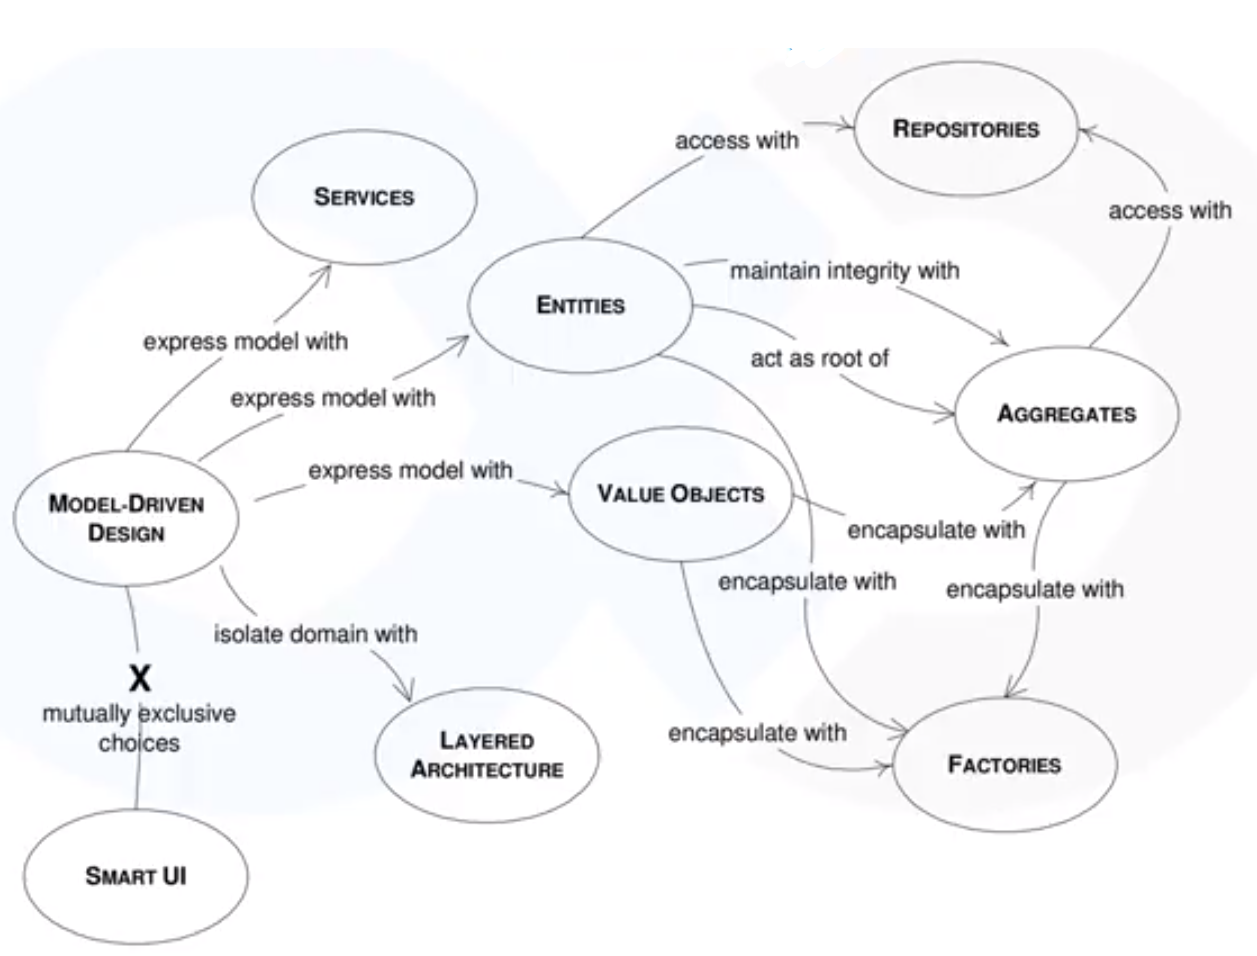 REPOSITORIES
access with
SERVICES
access with
maintain integrity with
ENTITIES
express model with
act as root of
express model with
AGGREGATES
express model with
VALUE OBJECTS
MODEL-DRIVEN
DESIGN
encapsulate with
encapsulate with
encapsulate with
isolate domain with
X
mutually exclusive
choices
encapsulate with
LAYERED
ARCHITECTURE
FACTORIES
SMART UI